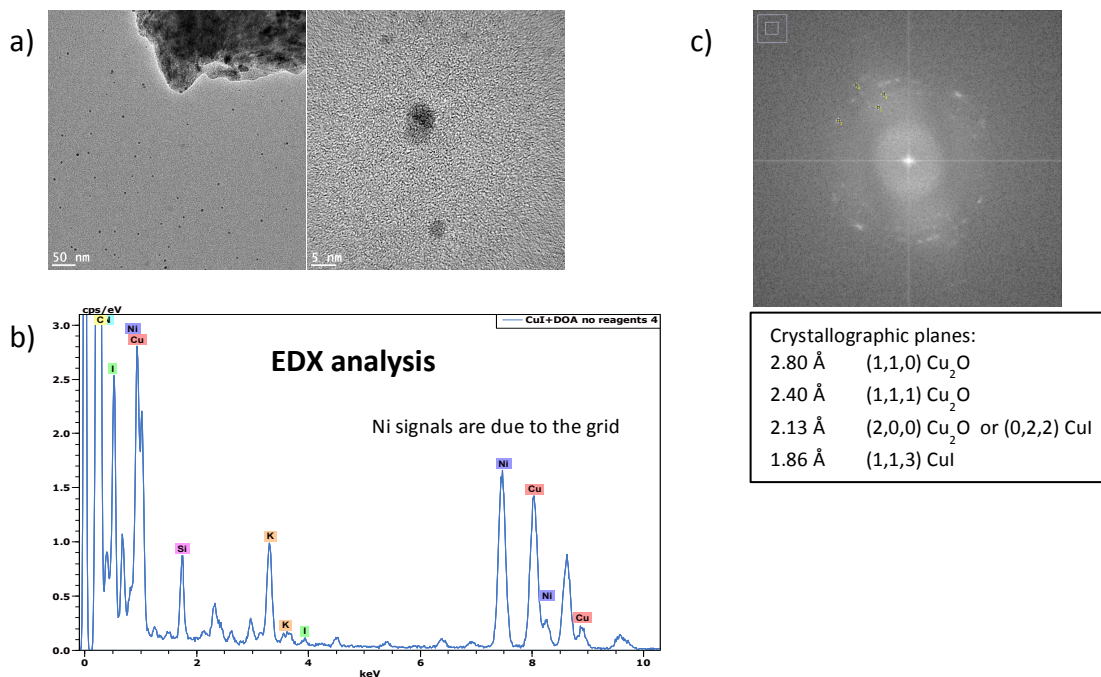 a)
50 nm
5 nm
b)
cps/eV
3.0
2.5
2.0
1.5
1.0
0.5
0.0
0
2
4
6
8
10
keV
CuI+DOA no reagents 4
EDX analysis
Ni signals are due to the grid
C
I
Ni
Cu
Si
K
K
I
Ni
Cu
Ni
Cu
c)
Crystallographic planes:
2.80 Å (1,1,0) Cu₂O
2.40 Å (1,1,1) Cu₂O
2.13 Å (2,0,0) Cu₂O or (0,2,2) CuI
1.86 Å (1,1,3) CuI